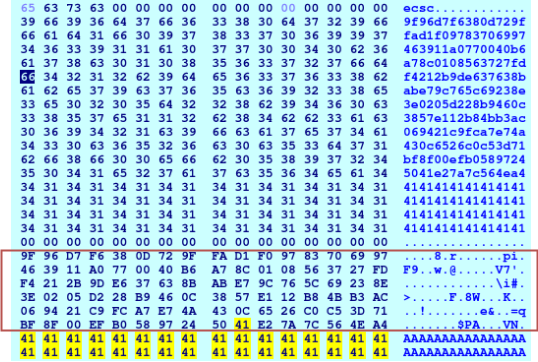 65 63 73 63 00 00 00 00 00 00 00 00 00 00 00 00 ecsc............
39 66 39 36 64 37 66 36 33 38 30 64 37 32 39 66 9f96d7f6380d729f
66 61 64 31 66 30 39 37 38 33 37 30 36 39 39 37 fad1f09783706997
34 36 33 39 31 31 61 30 37 37 30 30 34 30 62 36 463911a0770040b6
61 37 38 63 30 31 30 38 35 36 33 37 32 37 66 64 a78c0108563727fd
66 34 32 31 32 62 39 64 65 36 33 37 36 33 38 62 f4212b9de637638b
61 62 65 37 39 63 37 36 35 63 36 39 32 33 38 65 abe79c765c69238e
33 65 30 32 30 35 64 32 32 38 62 39 34 36 30 63 3e0205d228b9460c
33 38 35 37 65 31 31 32 62 38 34 62 62 33 61 63 3857e112b84bb3ac
30 36 39 34 32 31 63 39 66 63 61 37 65 37 34 61 069421c9fca7e74a
34 33 30 63 36 35 32 36 63 30 63 35 33 64 37 31 430c6526c0c53d71
62 66 38 66 30 30 65 66 62 30 35 38 39 37 32 34 bf8f00efb0589724
35 30 34 31 65 32 37 61 37 63 35 36 34 65 61 34 5041e27a7c564ea4
34 31 34 31 34 31 34 31 34 31 34 31 34 31 34 31 4141414141414141
34 31 34 31 34 31 34 31 34 31 34 31 34 31 34 31 4141414141414141
34 31 34 31 34 31 34 31 34 31 34 31 34 31 34 31 4141414141414141
34 31 34 31 34 31 34 31 34 31 34 31 34 31 34 31 4141414141414141
00 00 00 00 00 00 00 00 00 00 00 00 00 00 00 00 ................
9F 96 D7 F6 38 0D 72 9F FA D1 F0 97 83 70 69 97 ....8.r......pi.
46 39 11 A0 77 00 40 B6 A7 8C 01 08 56 37 27 FD F9..w.@.....V7'.
F4 21 2B 9D E6 37 63 8B AB E7 9C 76 5C 69 23 8E
3E 02 05 D2 28 B9 46 0C 38 57 E1 12 B8 4B B3 AC >.....F.8W...K..
06 94 21 C9 FC A7 E7 4A 43 0C 65 26 C0 C5 3D 71
BF 8F 00 EF B0 58 97 24 50 41 E2 7A 7C 56 4E A4
41 41 41 41 41 41 41 41 41 41 41 41 41 41 41 41 AAAAAAAAAAAAAAAA
41 41 41 41 41 41 41 41 41 41 41 41 41 41 41 41 AAAAAAAAAAAAAAAA